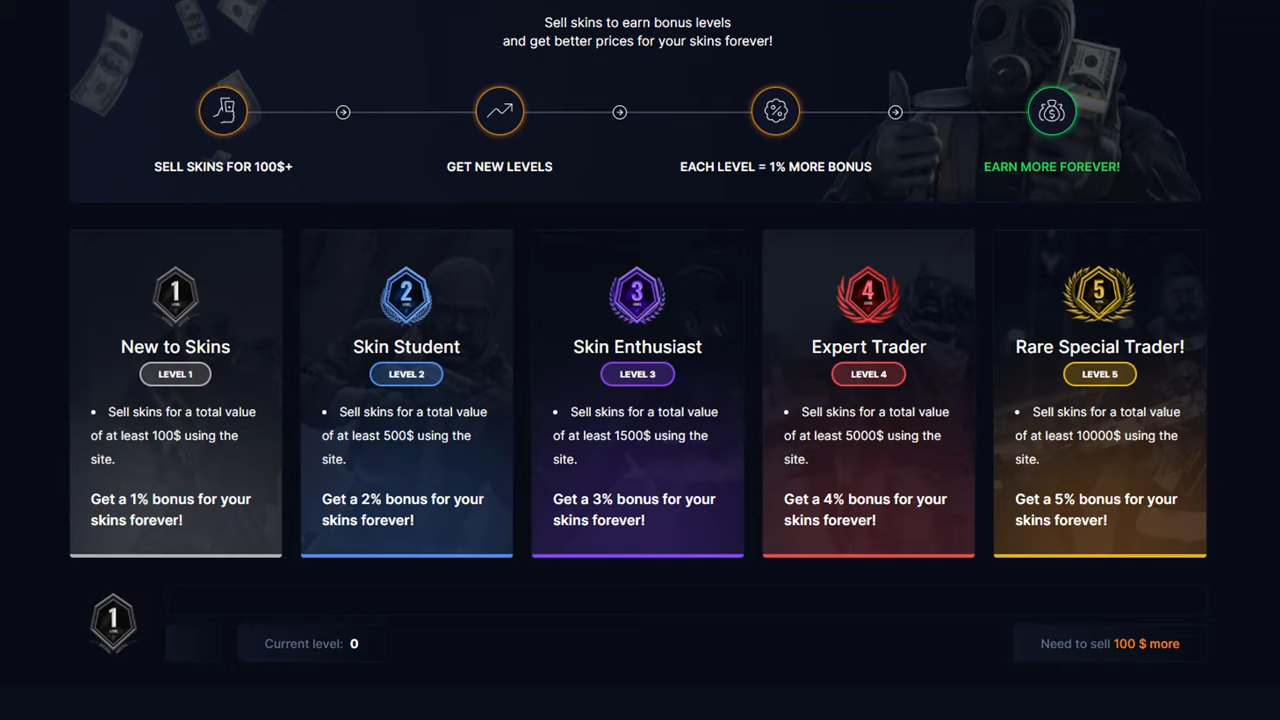 Sell skins to earn bonus levels
and get better prices for your skins forever!
SELL SKINS FOR 100$+
GET NEW LEVELS
EACH LEVEL = 1% MORE BONUS
EARN MORE FOREVER!
1
LEVEL
New to Skins
LEVEL 1
• Sell skins for a total value
of at least 100$ using the
site.
Get a 1% bonus for your
skins forever!
2
LEVEL
Skin Student
LEVEL 2
• Sell skins for a total value
of at least 500$ using the
site.
Get a 2% bonus for your
skins forever!
3
LEVEL
Skin Enthusiast
LEVEL 3
• Sell skins for a total value
of at least 1500$ using the
site.
Get a 3% bonus for your
skins forever!
4
LEVEL
Expert Trader
LEVEL 4
• Sell skins for a total value
of at least 5000$ using the
site.
Get a 4% bonus for your
skins forever!
5
LEVEL
Rare Special Trader!
LEVEL 5
• Sell skins for a total value
of at least 10000$ using the
site.
Get a 5% bonus for your
skins forever!
1
LEVEL
Current level: 0
Need to sell 100 $ more